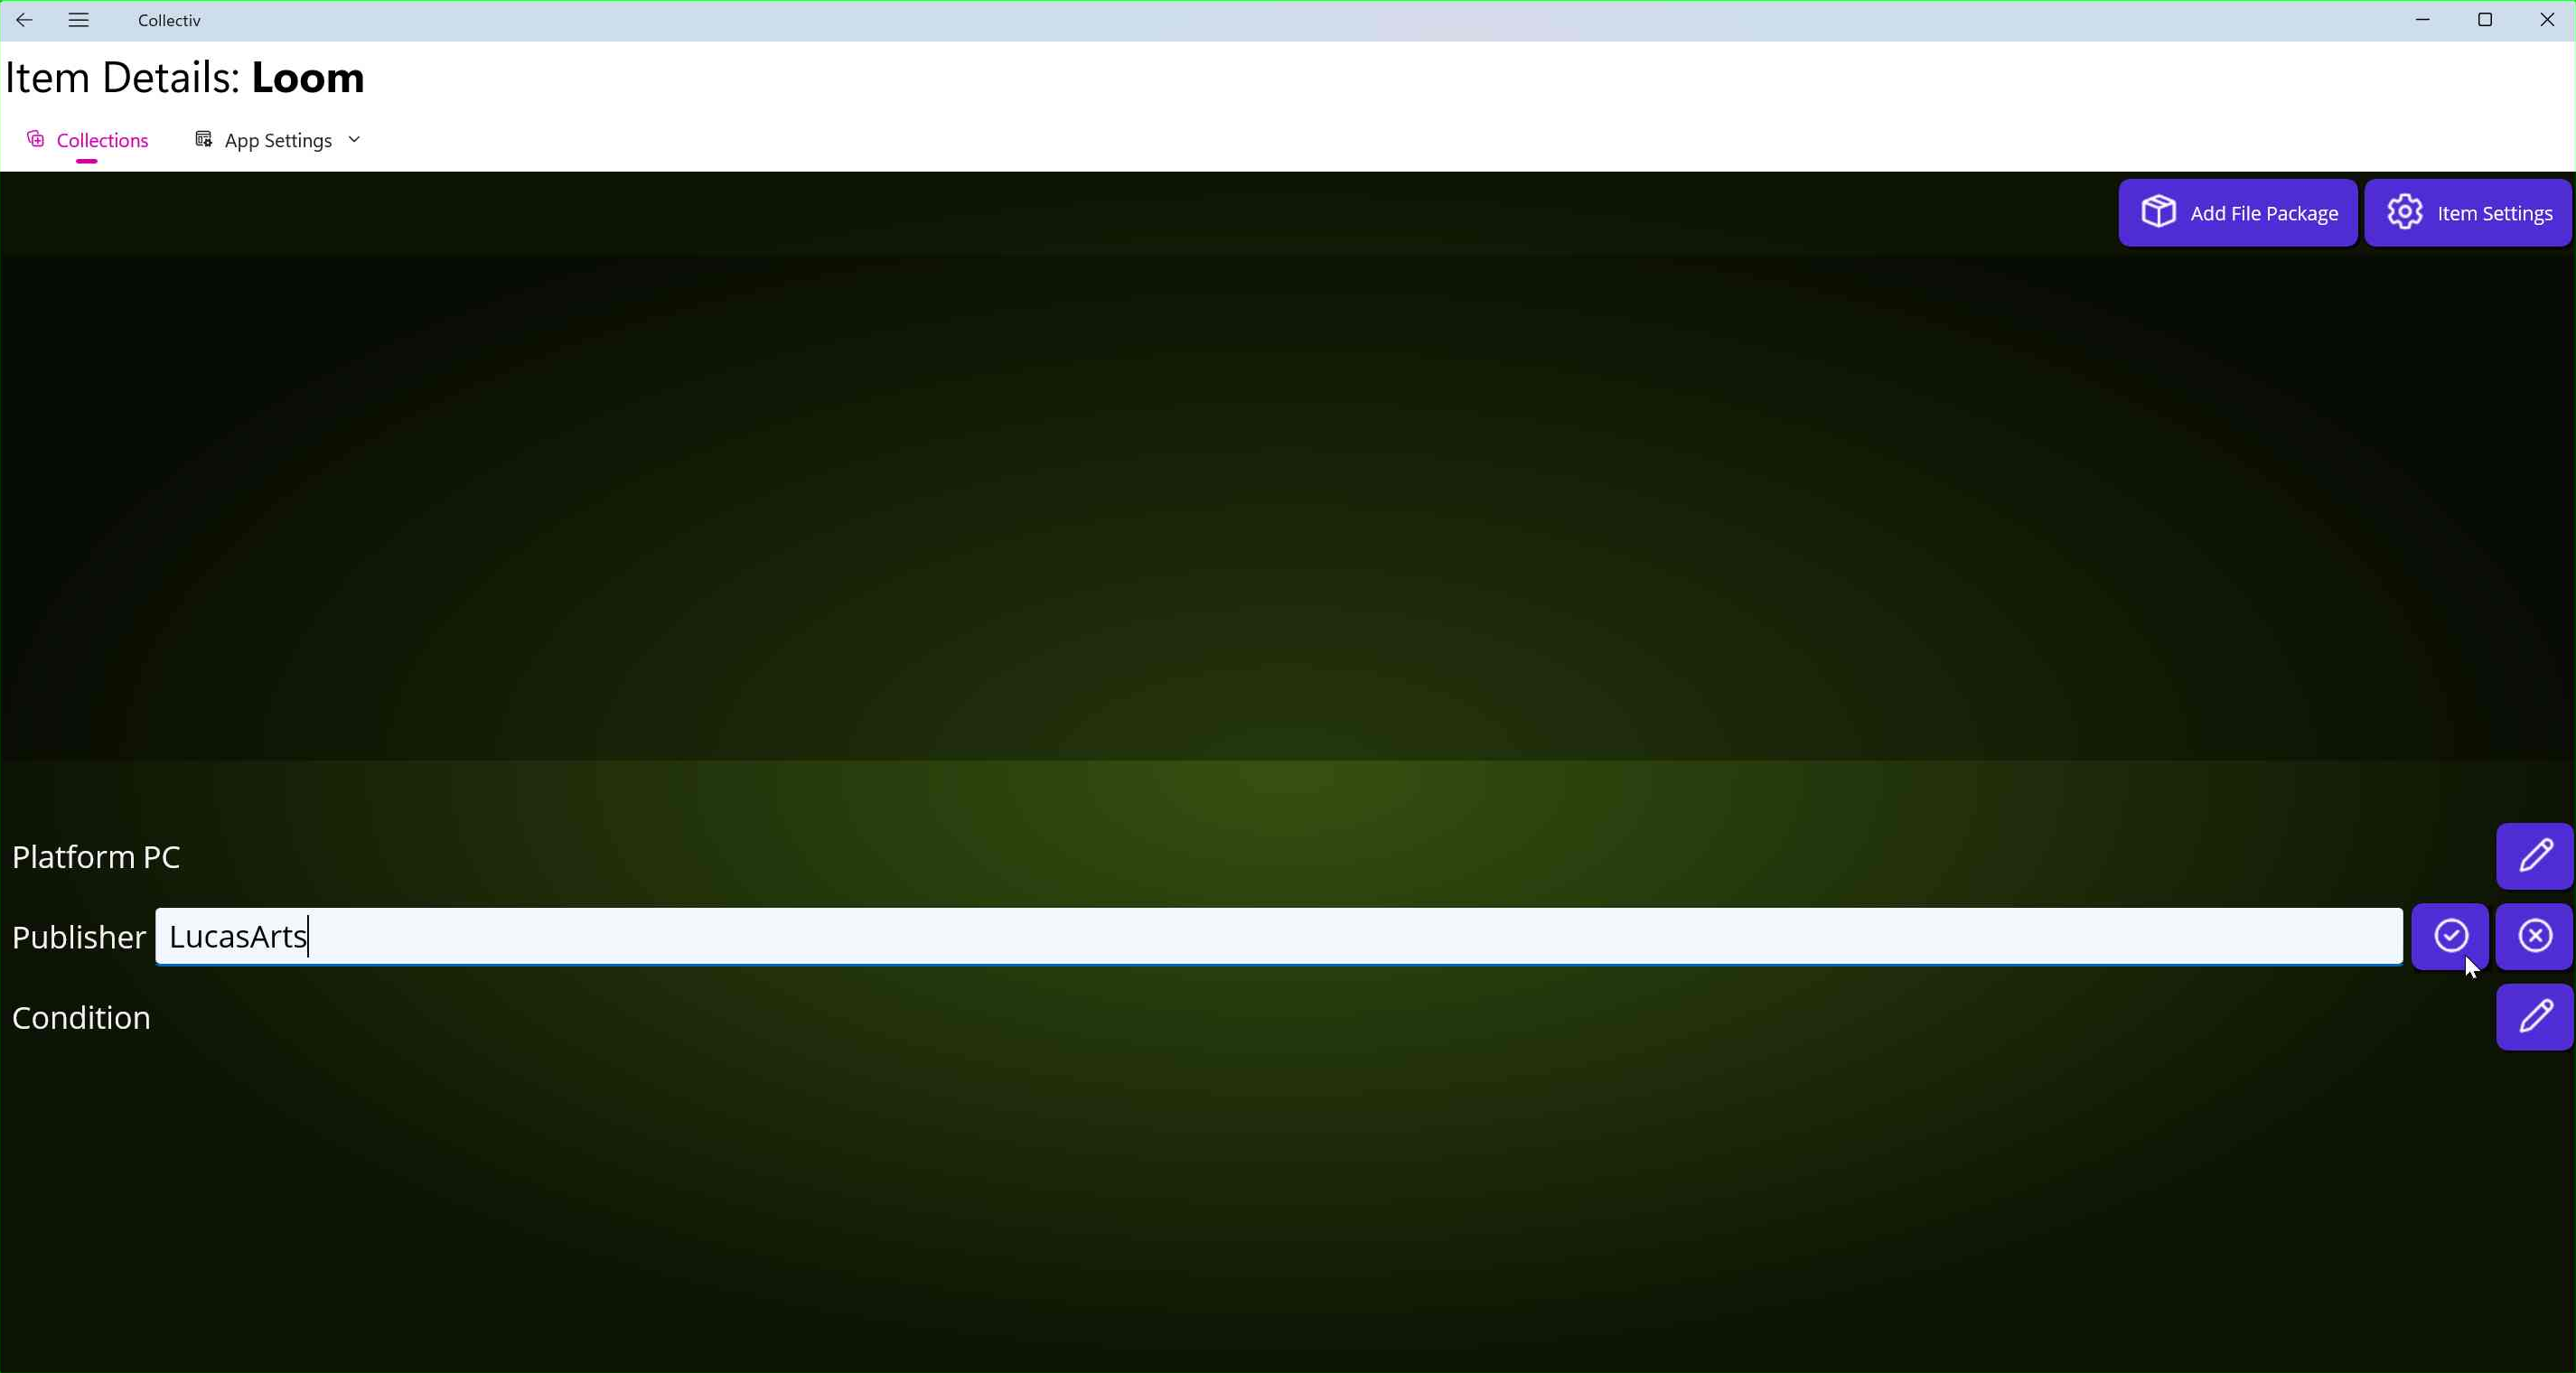 Collectiv
Item Details: Loom
Collections App Settings
Add File Package Item Settings
Platform PC
Publisher LucasArts
Condition